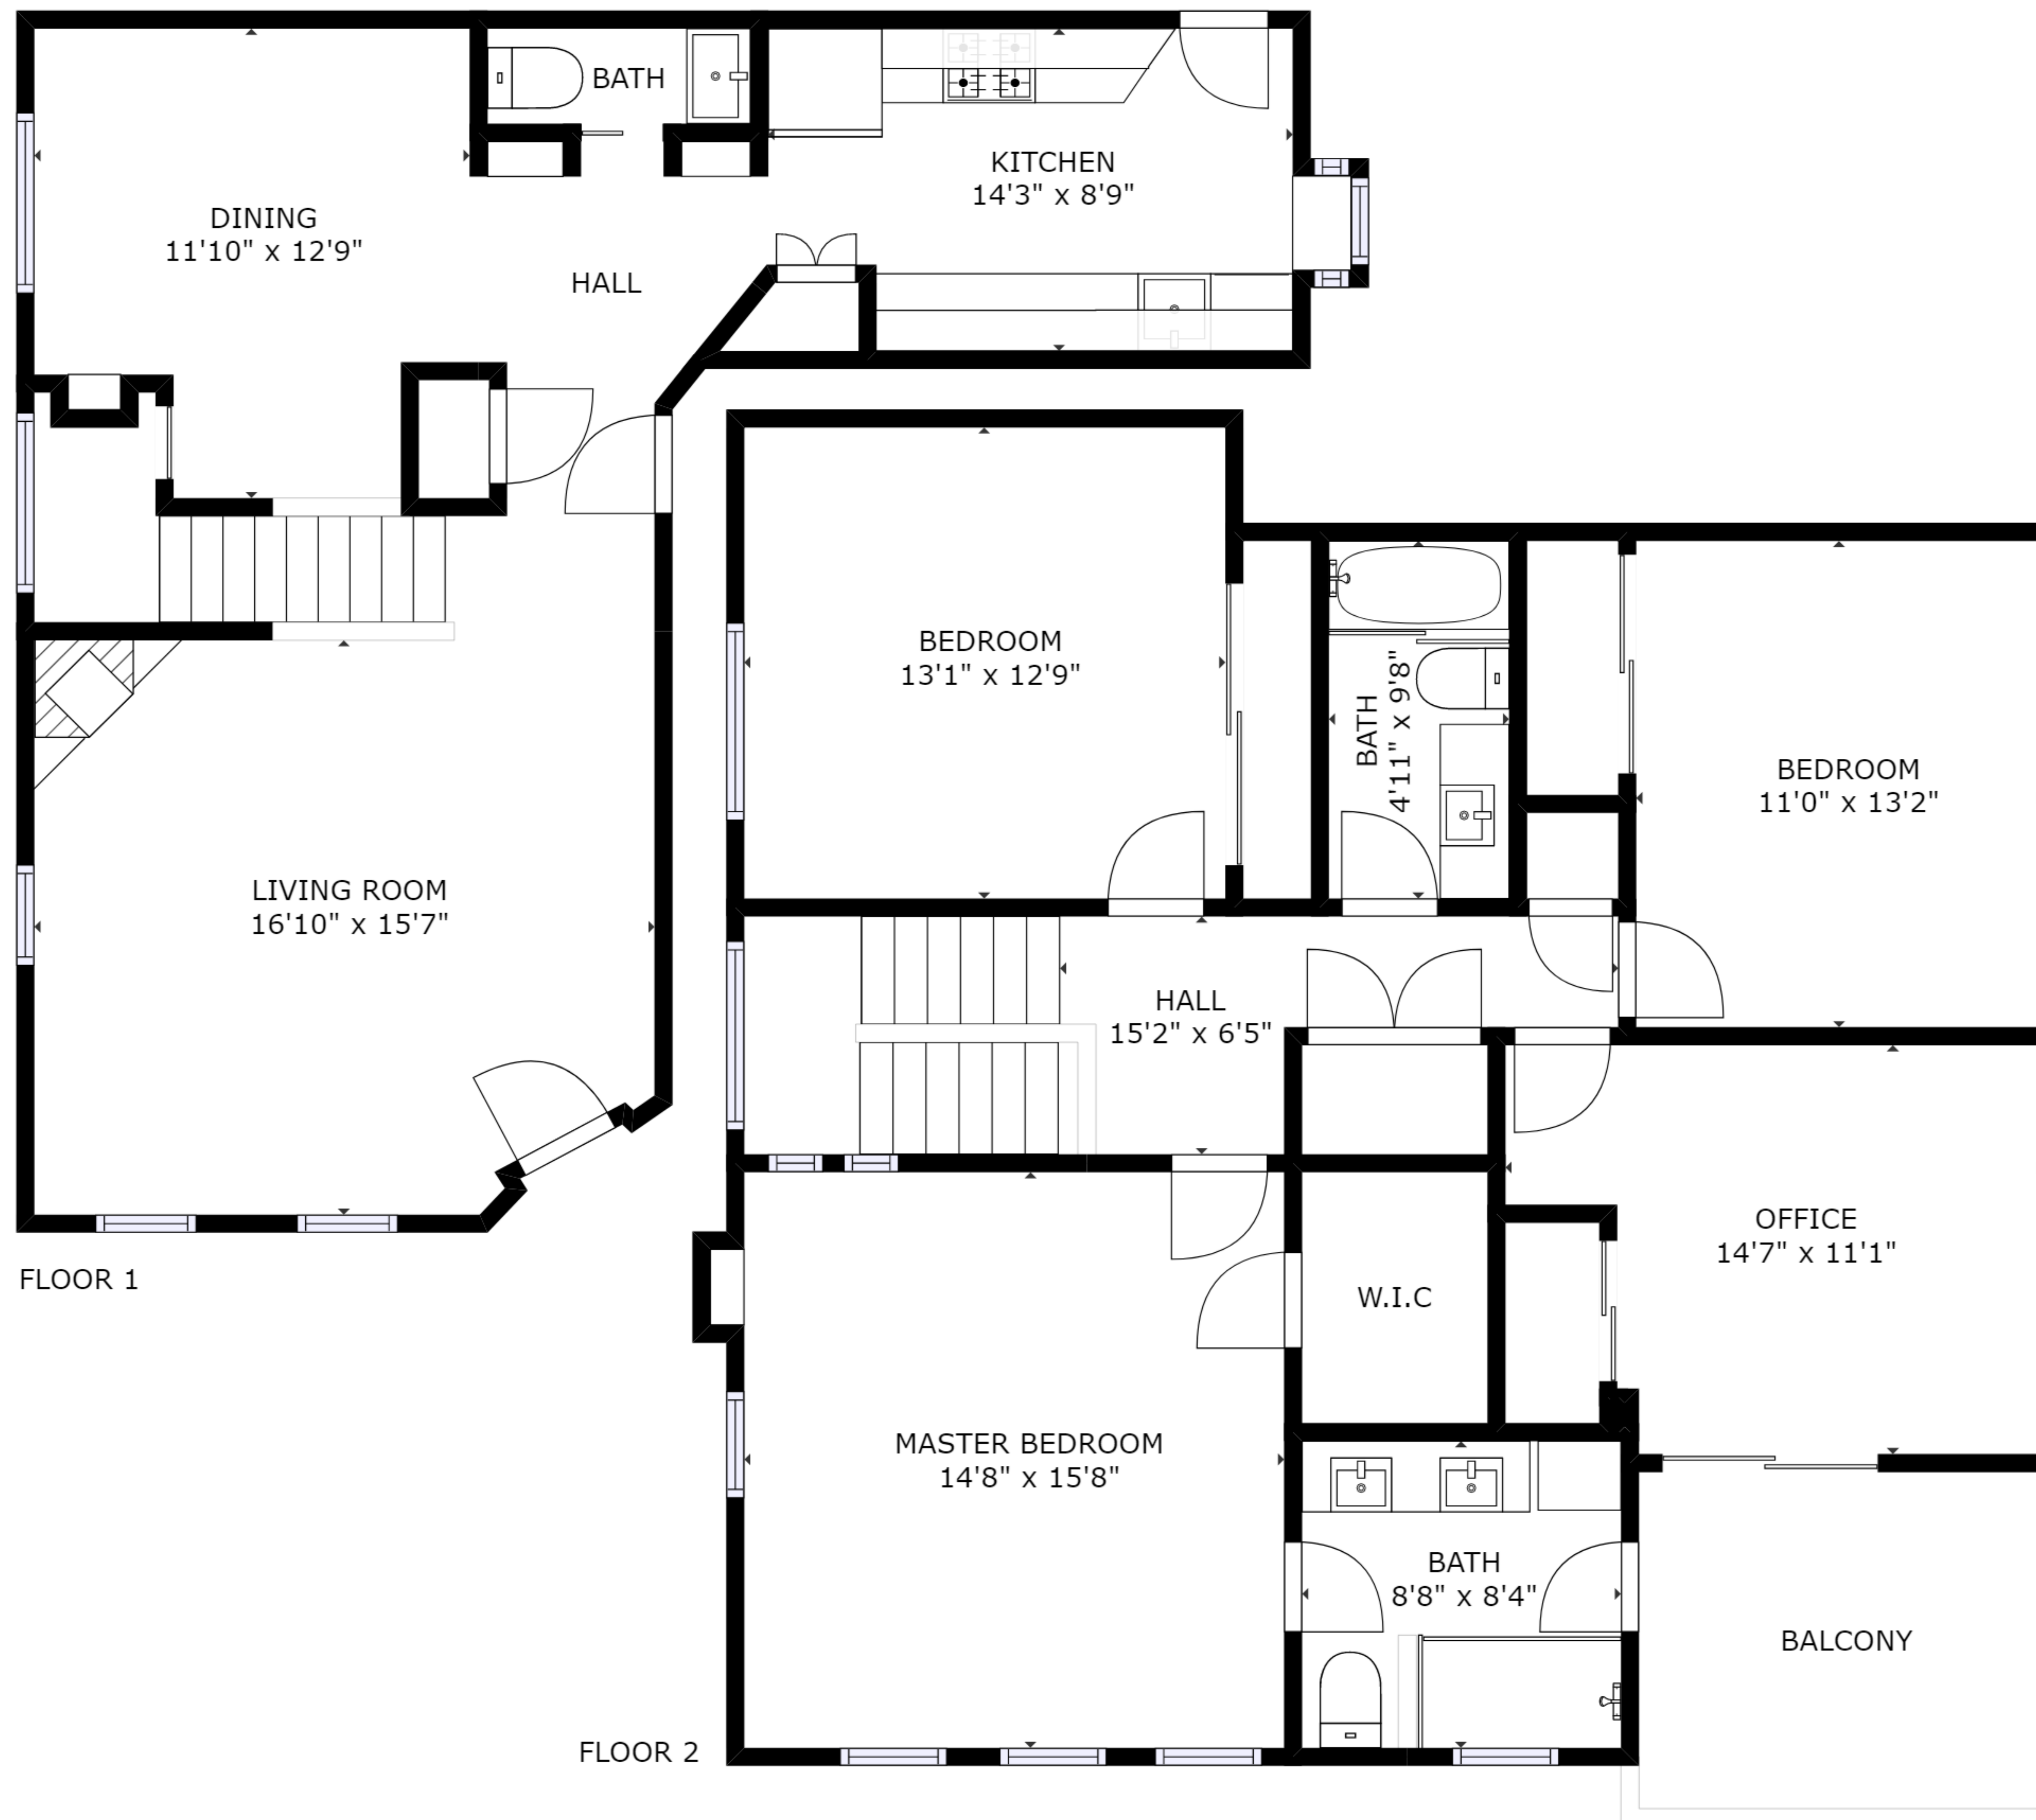 BATH
KITCHEN
14'3" x 8'9"
DINING
11'10" x 12'9"
HALL
LIVING ROOM
16'10" x 15'7"
FLOOR 1
BEDROOM
13'1" x 12'9"
BATH
4'11" x 9'8"
BEDROOM
11'0" x 13'2"
HALL
15'2" x 6'5"
OFFICE
14'7" x 11'1"
W.I.C
MASTER BEDROOM
14'8" x 15'8"
BATH
8'8" x 8'4"
BALCONY
FLOOR 2